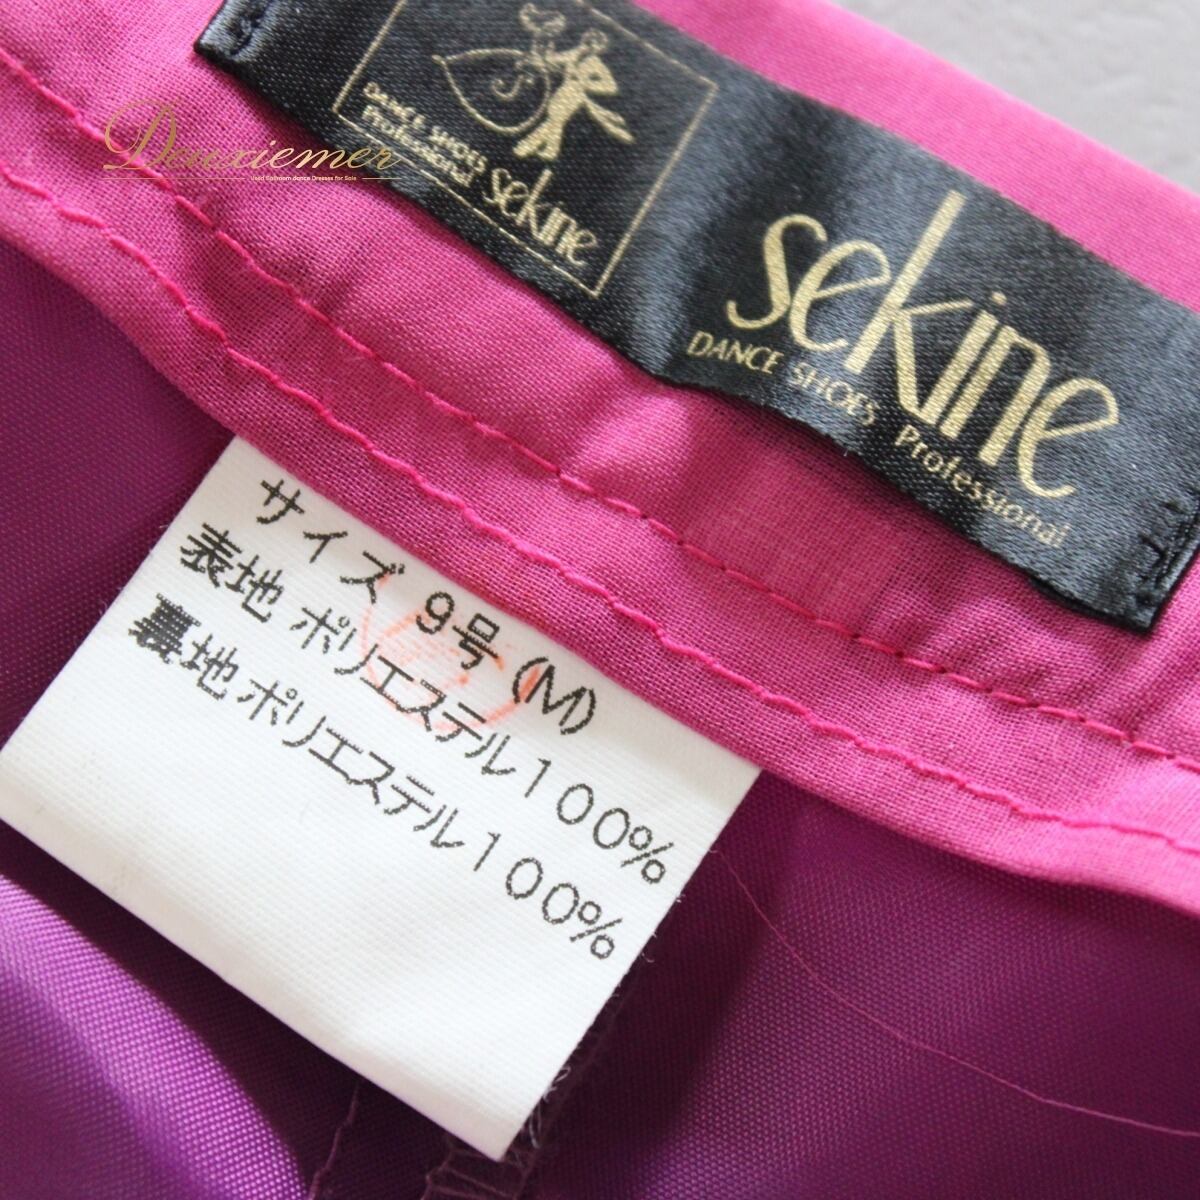 Douxiemer
Used Ballroom dance Dresses for Sale
DANCE SHOES
Professional
sekine
sekine
DANCE SHOES Professional
サイズ 9号(M)
表地 ポリエステル100%
裏地 ポリエステル100%